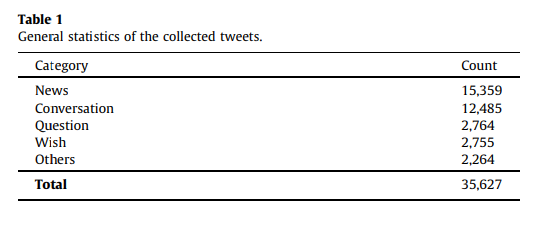 Table 1
General statistics of the collected tweets.
Category Count
News 15,359
Conversation 12,485
Question 2,764
Wish 2,755
Others 2,264
Total 35,627